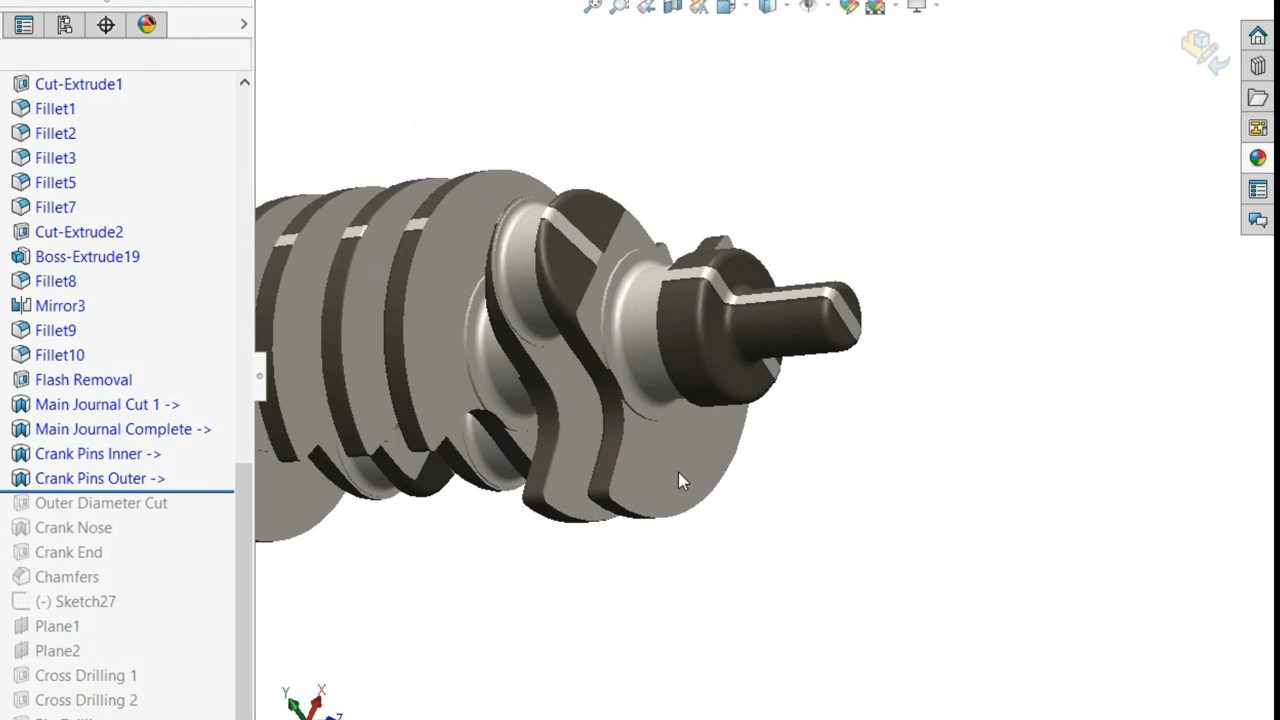 Cut-Extrude1
Fillet1
Fillet2
Fillet3
Fillet5
Fillet7
Cut-Extrude2
Boss-Extrude19
Fillet8
Mirror3
Fillet9
Fillet10
Flash Removal
Main Journal Cut 1 ->
Main Journal Complete ->
Crank Pins Inner ->
Crank Pins Outer ->
Outer Diameter Cut
Crank Nose
Crank End
Chamfers
(-) Sketch27
Plane1
Plane2
Cross Drilling 1
Cross Drilling 2
Y
X
Z